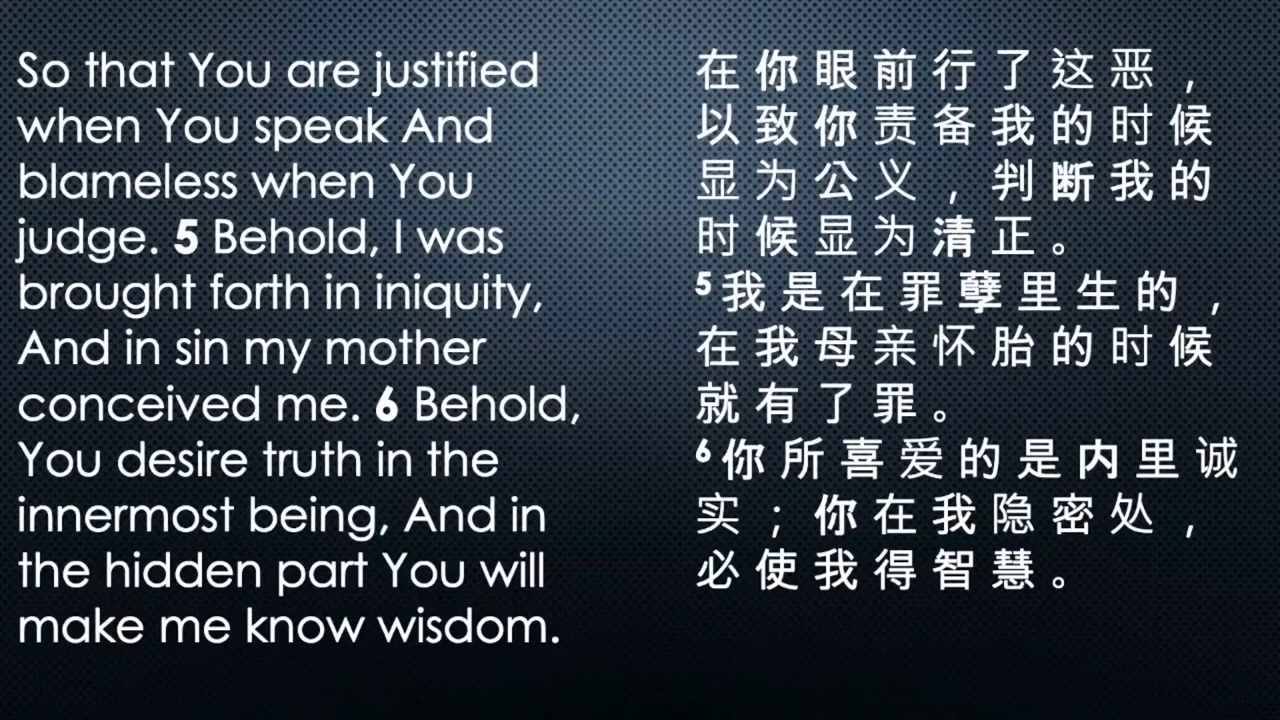 So that You are justified
when You speak And
blameless when You
judge. 5 Behold, I was
brought forth in iniquity,
And in sin my mother
conceived me. 6 Behold,
You desire truth in the
innermost being, And in
the hidden part You will
make me know wisdom.
在你眼前行了这恶，
以致你责备我的时候
显为公义，判断我的
时候显为清正。
5我是在罪孽里生的，
在我母亲怀胎的时候
就有了罪。
6你所喜爱的是内里诚
实；你在我隐密处，
必使我得智慧。